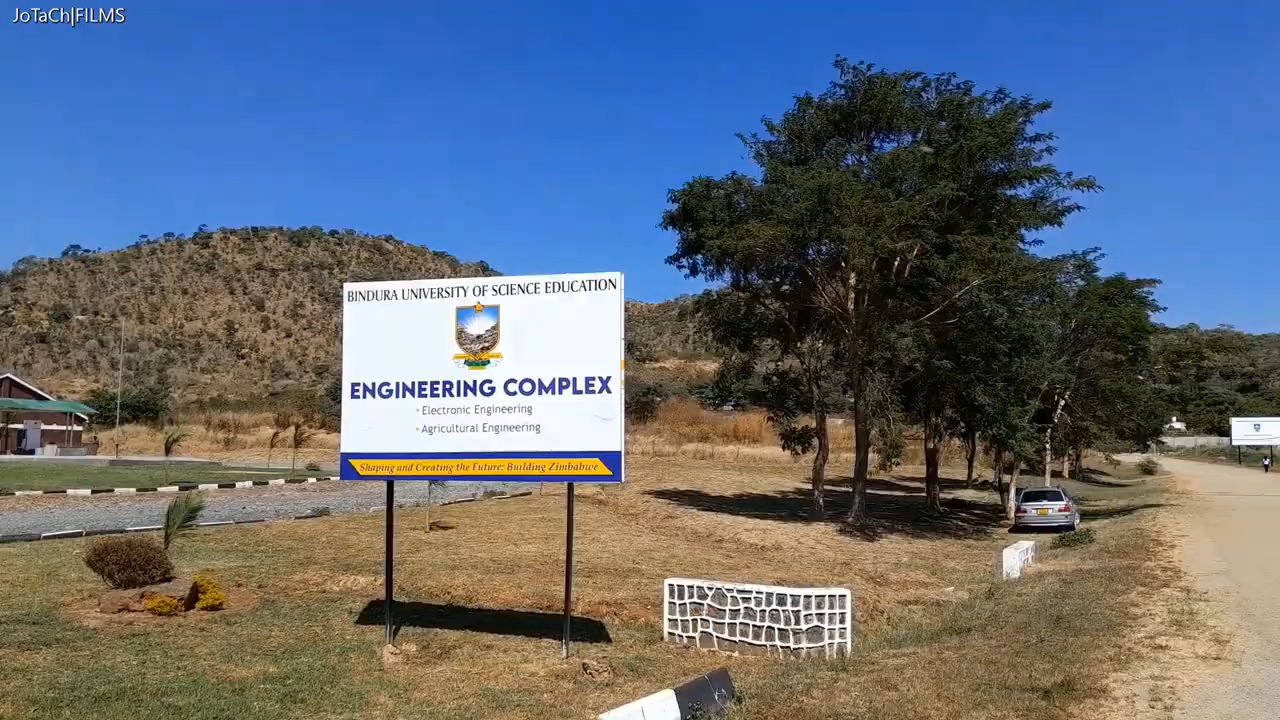 JoTaCh|FILMS
BINDURA UNIVERSITY OF SCIENCE EDUCATION
ENGINEERING COMPLEX
Electronic Engineering
Agricultural Engineering
Shaping and Creating the Future: Building Zimbabwe